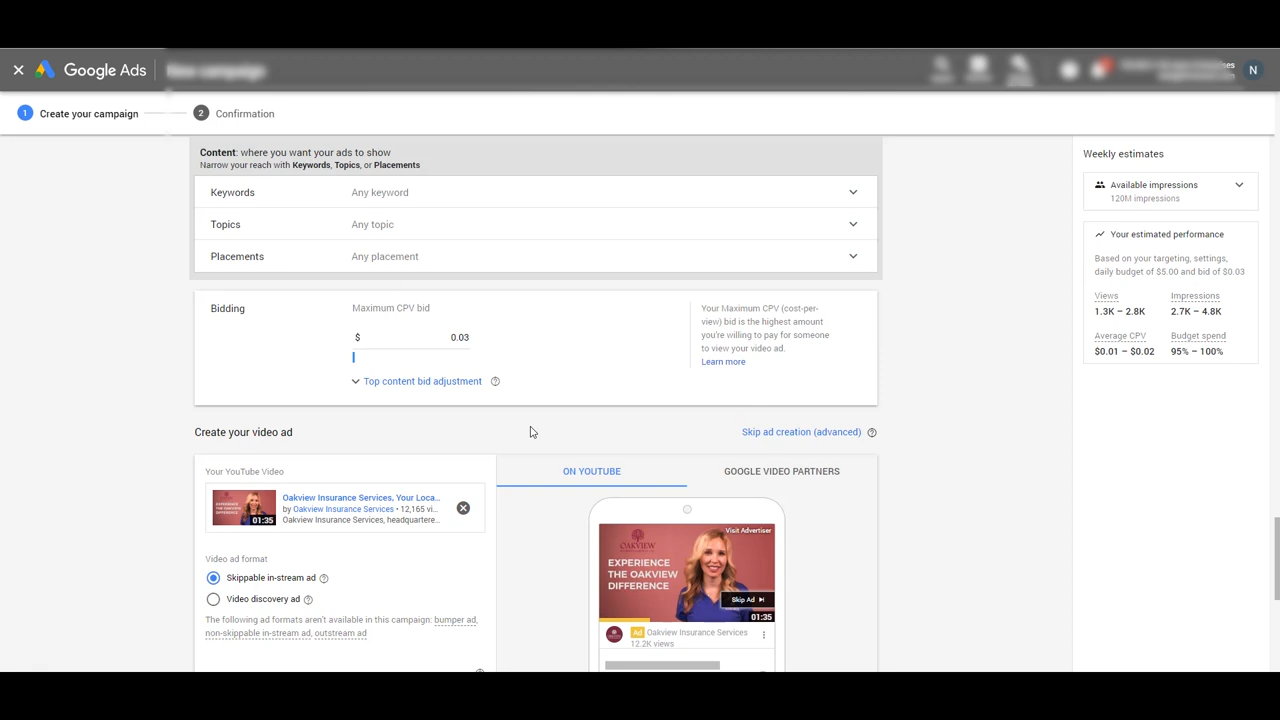 Google Ads
New campaign
N
1 Create your campaign
2 Confirmation
Content: where you want your ads to show
Narrow your reach with Keywords, Topics, or Placements
Keywords Any keyword
Topics Any topic
Placements Any placement
Bidding
Maximum CPV bid
$ 0.03
Top content bid adjustment
Your Maximum CPV (cost-per-
view) bid is the highest amount
you're willing to pay for someone
to view your video ad.
Learn more
Create your video ad
Skip ad creation (advanced)
Your YouTube Video
Oakview Insurance Services, Your Loca...
by Oakview Insurance Services • 12,165 vi...
Oakview Insurance Services, headquartere...
01:35
Video ad format
Skippable in-stream ad
Video discovery ad
The following ad formats aren't available in this campaign: bumper ad,
non-skippable in-stream ad, outstream ad
ON YOUTUBE
GOOGLE VIDEO PARTNERS
Visit Advertiser
OAKVIEW
EXPERIENCE
THE OAKVIEW
DIFFERENCE
Skip Ad
01:35
Ad Oakview Insurance Services
12.2K views
Weekly estimates
Available impressions
120M impressions
Your estimated performance
Based on your targeting, settings,
daily budget of $5.00 and bid of $0.03
Views Impressions
1.3K – 2.8K 2.7K – 4.8K
Average CPV Budget spend
$0.01 – $0.02 95% – 100%